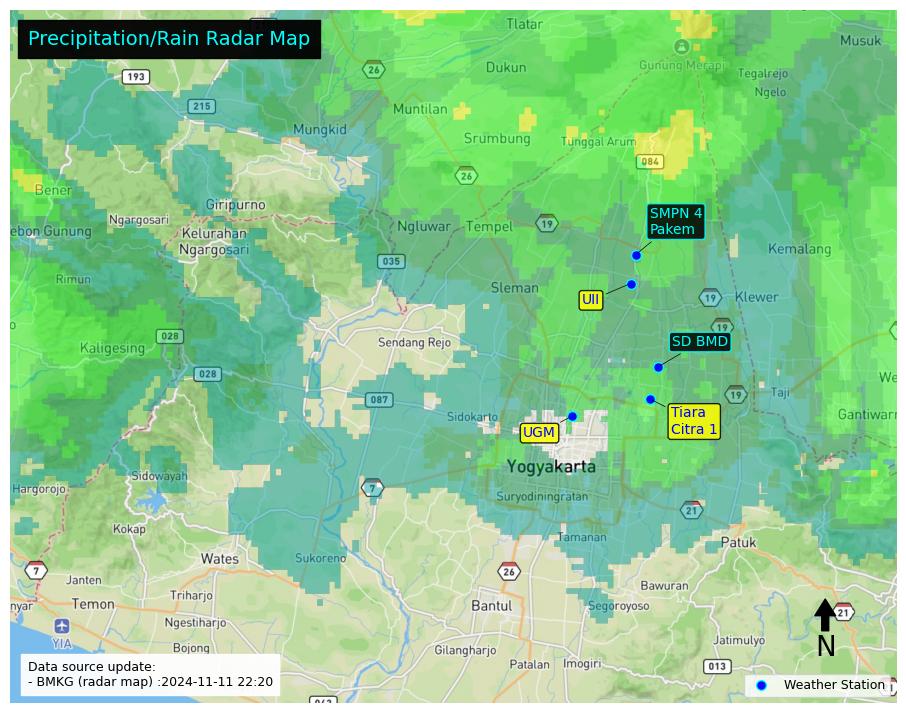 Precipitation/Rain Radar Map
Tlatar
Musuk
26
193
Gunung Merapi
Dukun
Tegalrejo
Ngelo
215
Muntilan
Mungkid
Srumbung
Tunggal Arum
084
26
Bener
Giripurno
SMPN 4
Pakem
Ngargosari
Ngluwar
Tempel
19
ebon Gunung
Kelurahan
Ngargosari
Kemalang
035
Rimun
Sleman
UII
19
Klewer
19
028
Sendang Rejo
SD BMD
Kaligesing
028
We
Taji
087
19
Sidokarto
Tiara
Citra 1
Gantiwarn
UGM
Yogyakarta
Sidowayah
Hargorojo
7
Suryodiningratan
21
Kokap
Tamanan
Patuk
Wates
Sukoreno
7
26
Janten
Bawuran
nyar
Temon
Triharjo
Bantul
Segoroyoso
21
Ngestiharjo
YIA
Jatimulyo
N
Bojong
Gilangharjo
Patalan
Imogiri
013
Data source update:
- BMKG (radar map) :2024-11-11 22:20
Weather Station